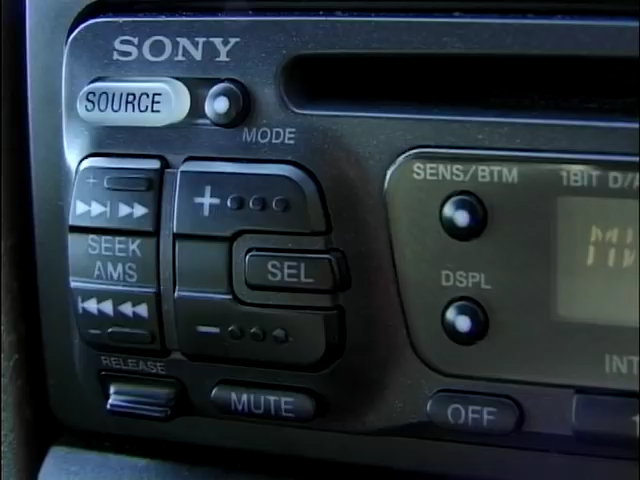 SONY
SOURCE
MODE
SENS/BTM
1BIT D/A
+
+
SEEK
AMS
SEL
DSPL
-
-
RELEASE
MUTE
OFF
INT